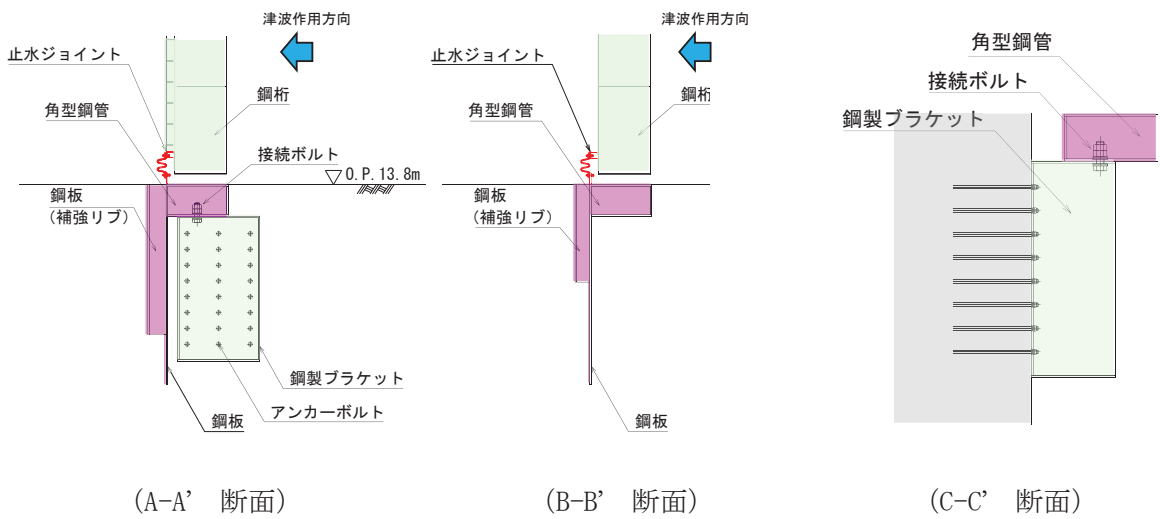 津波作用方向
止水ジョイント
鋼桁
角型鋼管
接続ボルト
O.P.13.8m
鋼板
(補強リブ)
鋼製ブラケット
アンカーボルト
鋼板
(A-A’ 断面)
津波作用方向
止水ジョイント
鋼桁
角型鋼管
鋼板
(補強リブ)
鋼板
(B-B’ 断面)
角型鋼管
接続ボルト
鋼製ブラケット
(C-C’ 断面)